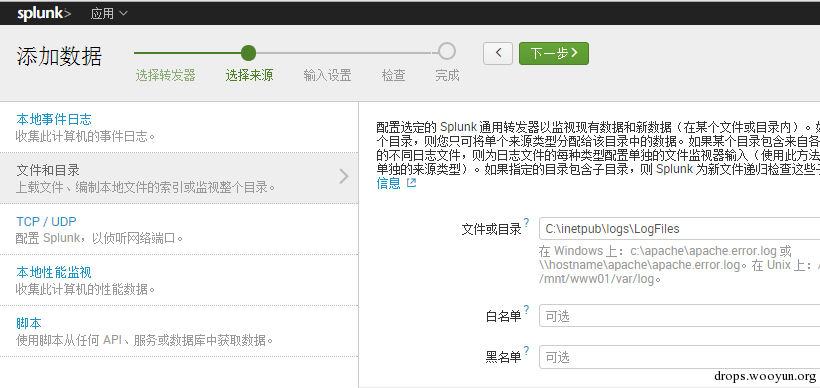 splunk> 应用
添加数据
选择转发器 选择来源 输入设置 检查 完成
< 下一步 >
本地事件日志
收集此计算机的事件日志。
文件和目录
上载文件、编制本地文件的索引或监视整个目录。
TCP / UDP
配置 Splunk，以侦听网络端口。
本地性能监视
收集此计算机的性能数据。
脚本
使用脚本从任何 API、服务或数据库中获取数据。
配置选定的 Splunk 通用转发器以监视现有数据和新数据（在某个文件或目录内）。如
个目录，则您只可将单个来源类型分配给该目录中的数据。如果某个目录包含来自各
的不同日志文件，则为日志文件的每种类型配置单独的文件监视器输入（使用此方法
单独的来源类型）。如果指定的目录包含子目录，则 Splunk 为新文件递归检查这些子
信息
文件或目录? C:\inetpub\logs\LogFiles
在 Windows 上：c:\apache\apache.error.log 或
\\hostname\apache\apache.error.log。在 Unix 上：/
/mnt/www01/var/log。
白名单? 可选
黑名单? 可选
drops.wooyun.org